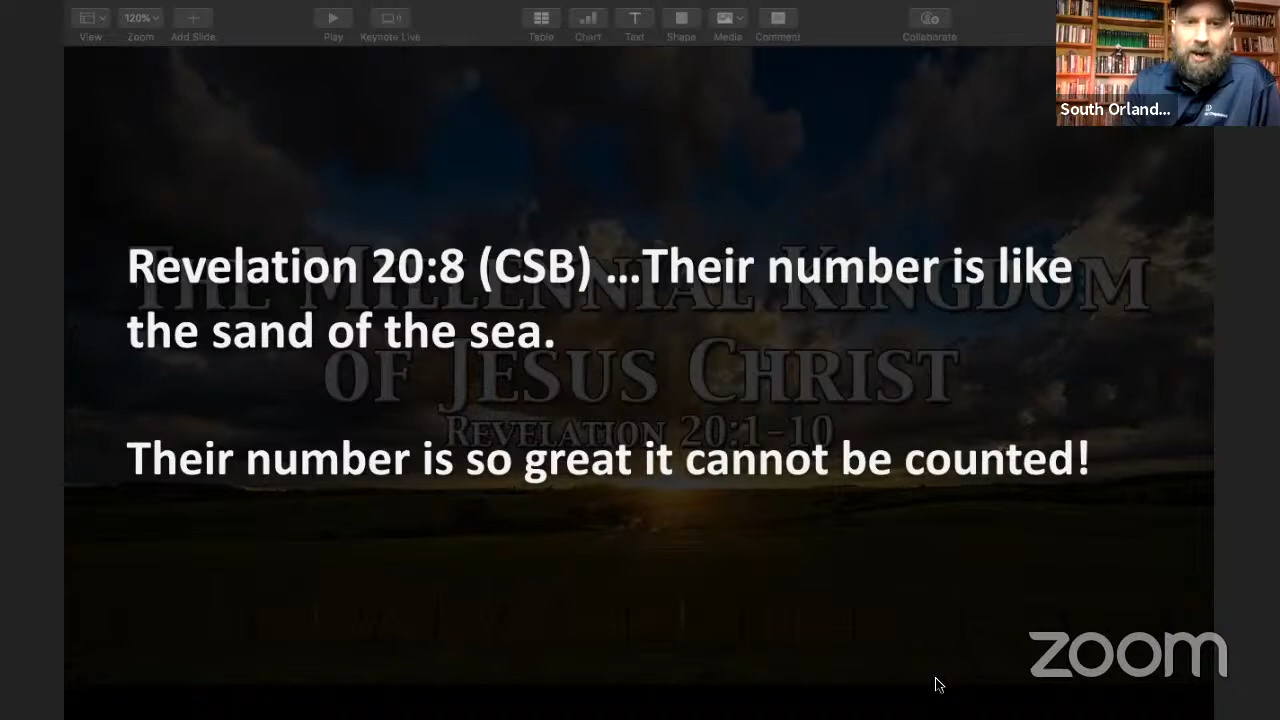 120%
View
Zoom
Add Slide
Play
Keynote Live
Table
Chart
Text
Shape
Media
Comment
Collaborate
South Orland...
Revelation 20:8 (CSB) ...Their number is like
the sand of the sea.
Their number is so great it cannot be counted!
The Millennial Kingdom
of Jesus Christ
Revelation 20:1-10
zoom